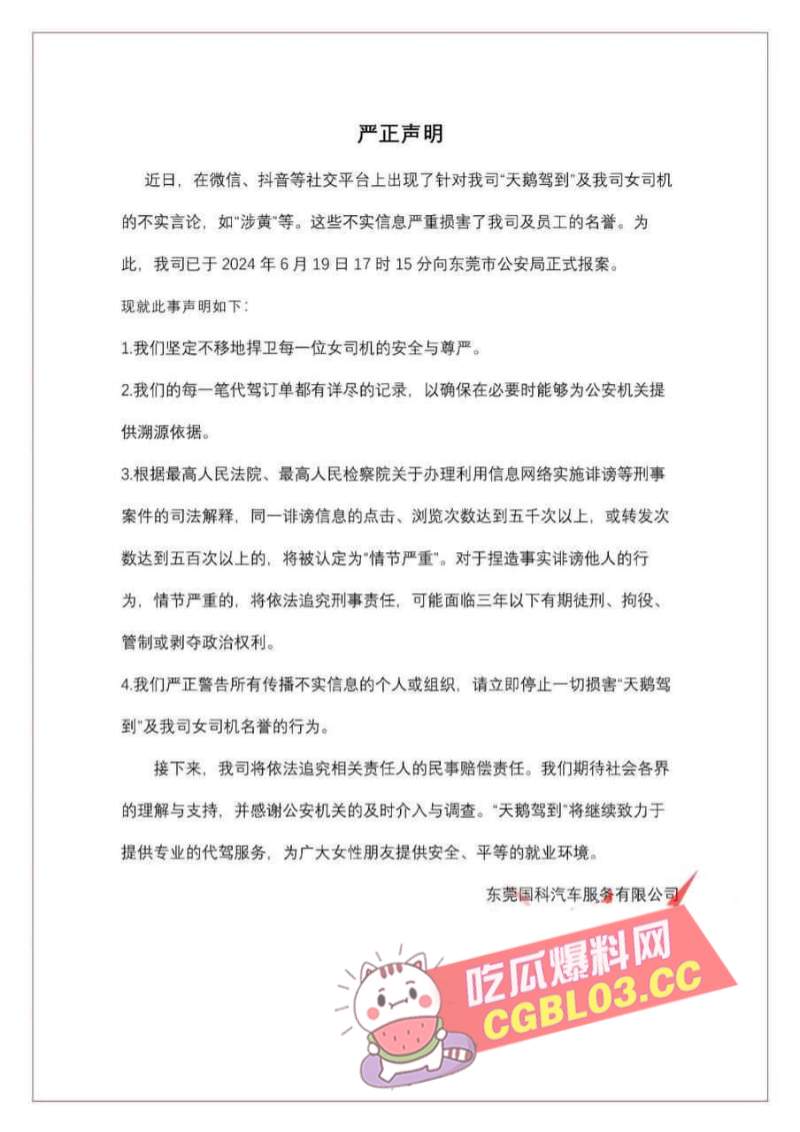 严正声明
近日，在微信、抖音等社交平台上出现了针对我司“天鹅驾到”及我司女司机
的不实言论，如“涉黄”等。这些不实信息严重损害了我司及员工的名誉。为
此，我司已于 2024 年 6 月 19 日 17 时 15 分向东莞市公安局正式报案。
现就此事声明如下：
1.我们坚定不移地捍卫每一位女司机的安全与尊严。
2.我们的每一笔代驾订单都有详尽的记录，以确保在必要时能够为公安机关提
供溯源依据。
3.根据最高人民法院、最高人民检察院关于办理利用信息网络实施诽谤等刑事
案件的司法解释，同一诽谤信息的点击、浏览次数达到五千次以上，或转发次
数达到五百次以上的，将被认定为“情节严重”。对于捏造事实诽谤他人的行
为，情节严重的，将依法追究刑事责任，可能面临三年以下有期徒刑、拘役、
管制或剥夺政治权利。
4.我们严正警告所有传播不实信息的个人或组织，请立即停止一切损害“天鹅驾
到”及我司女司机名誉的行为。
接下来，我司将依法追究相关责任人的民事赔偿责任。我们期待社会各界
的理解与支持，并感谢公安机关的及时介入与调查。“天鹅驾到”将继续致力于
提供专业的代驾服务，为广大女性朋友提供安全、平等的就业环境。
东莞国科汽车服务有限公司
吃瓜爆料网
CGBL03.CC